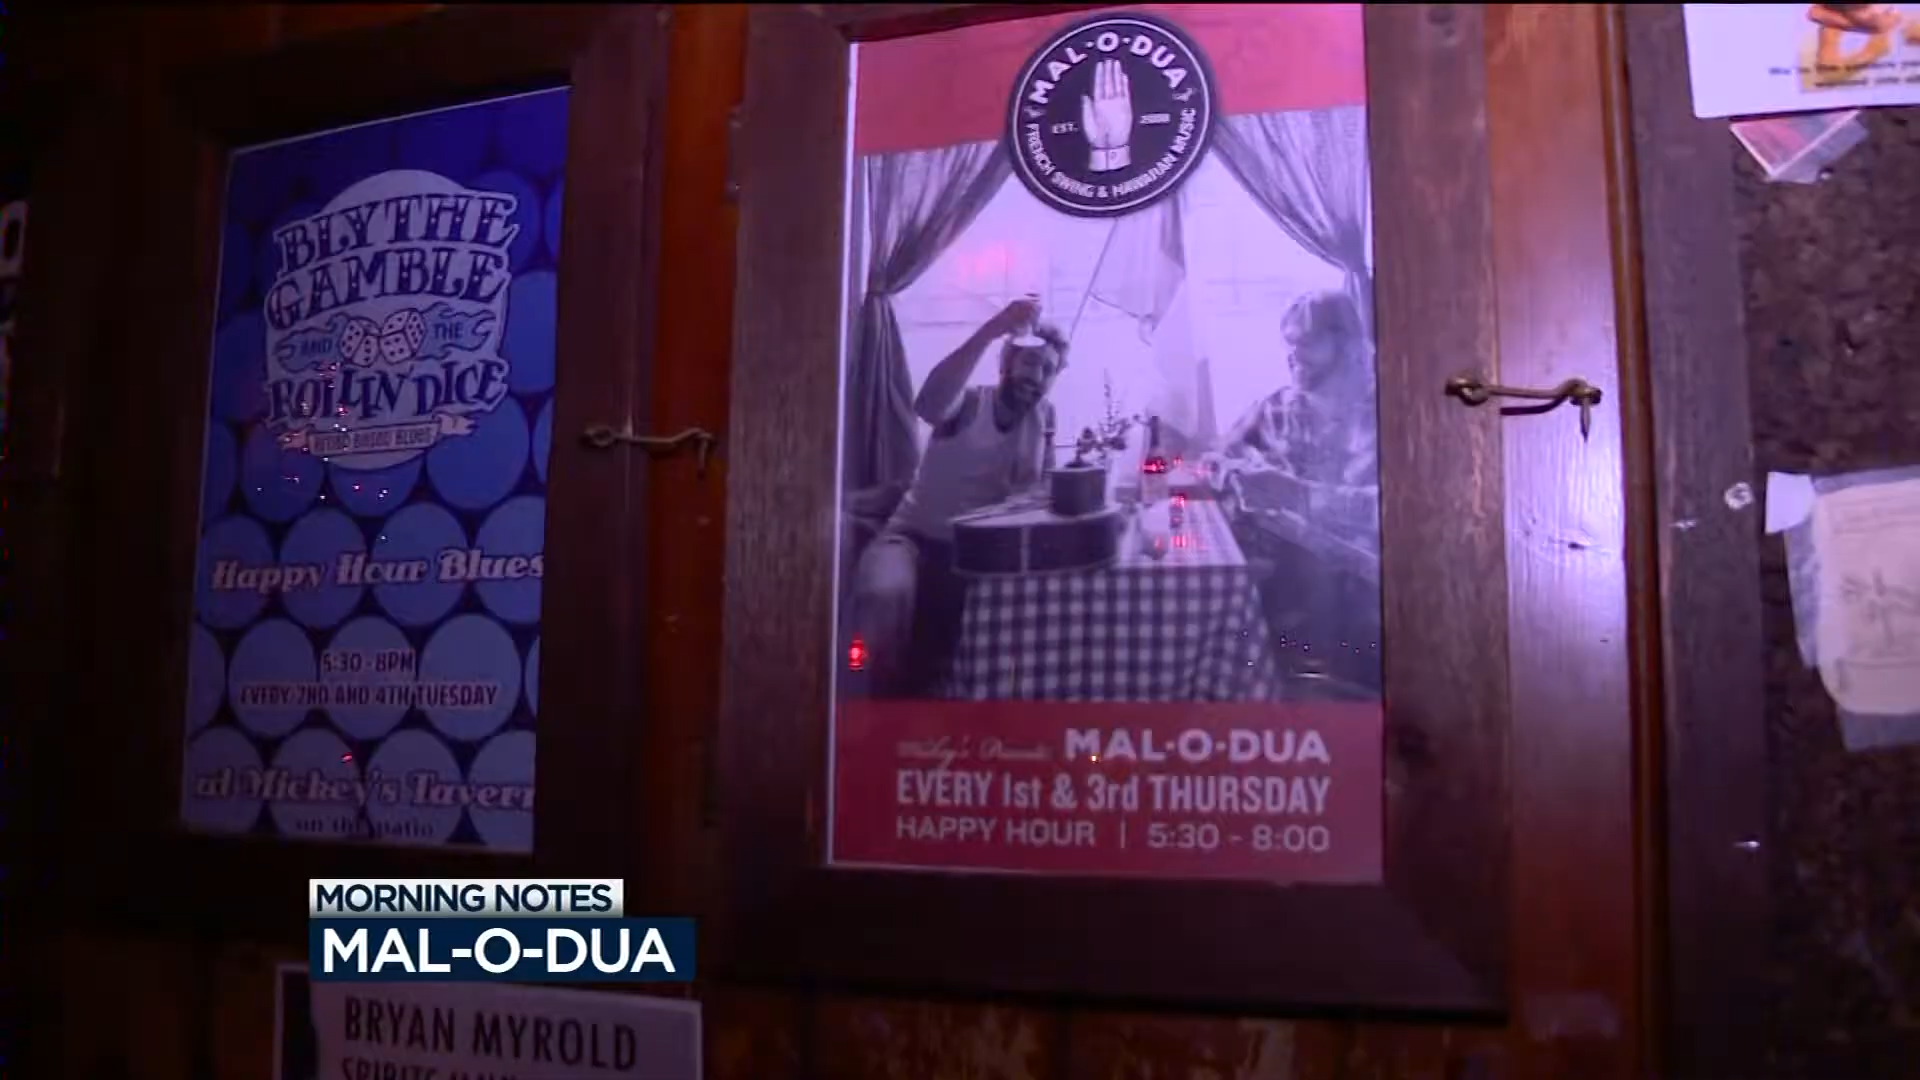 BLYTHE
GAMBLE
AND THE
ROLLIN' DICE
Happy Hour Blues
5:30 - 8PM
EVERY 2ND AND 4TH TUESDAY
at Mickey's Tavern
on the patio
MAL·O·DUA
EST.
FRENCH SWING & HAWAIIAN MUSIC
MAL·O·DUA
EVERY 1st & 3rd THURSDAY
HAPPY HOUR | 5:30 - 8:00
MORNING NOTES
MAL-O-DUA
BRYAN MYROLD